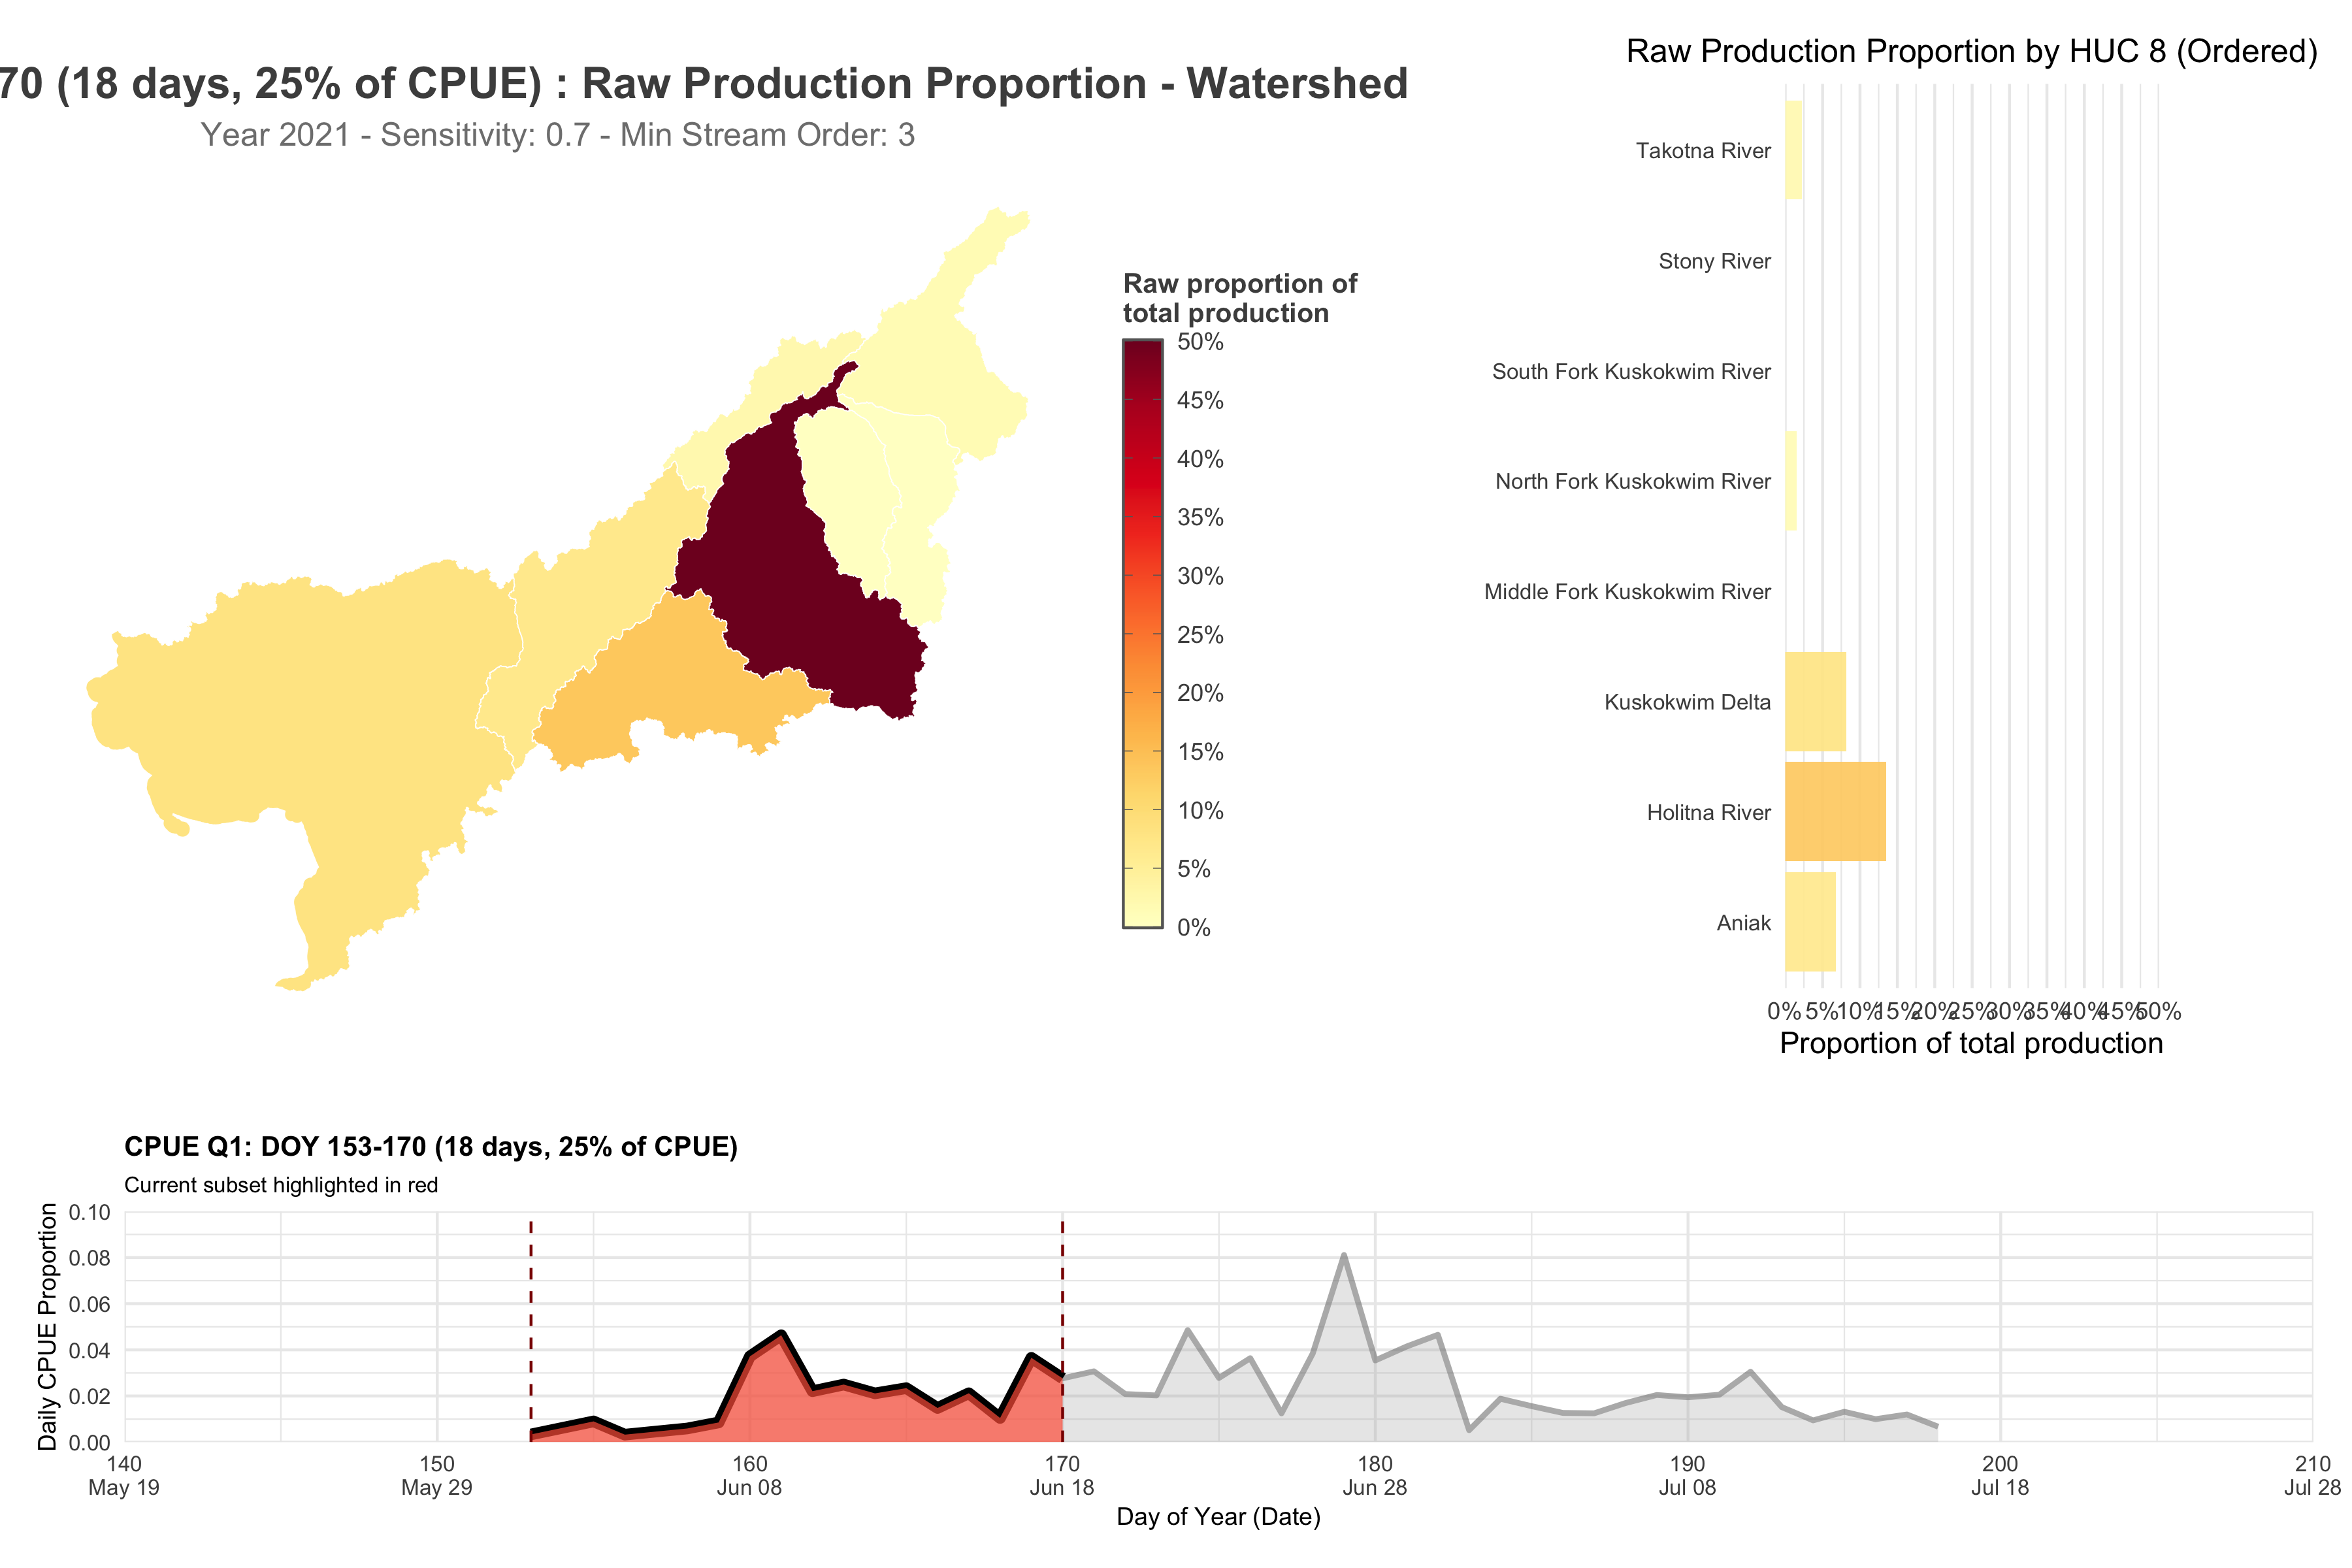 70 (18 days, 25% of CPUE) : Raw Production Proportion - Watershed
Year 2021 - Sensitivity: 0.7 - Min Stream Order: 3
Raw proportion of
total production
50%
45%
40%
35%
30%
25%
20%
15%
10%
5%
0%
Raw Production Proportion by HUC 8 (Ordered)
Takotna River
Stony River
South Fork Kuskokwim River
North Fork Kuskokwim River
Middle Fork Kuskokwim River
Kuskokwim Delta
Holitna River
Aniak
0% 5% 10% 15% 20% 25% 30% 35% 40% 45% 50%
Proportion of total production
CPUE Q1: DOY 153-170 (18 days, 25% of CPUE)
Current subset highlighted in red
Daily CPUE Proportion
0.10
0.08
0.06
0.04
0.02
0.00
140 150 160 170 180 190 200 210
May 19 May 29 Jun 08 Jun 18 Jun 28 Jul 08 Jul 18 Jul 28
Day of Year (Date)